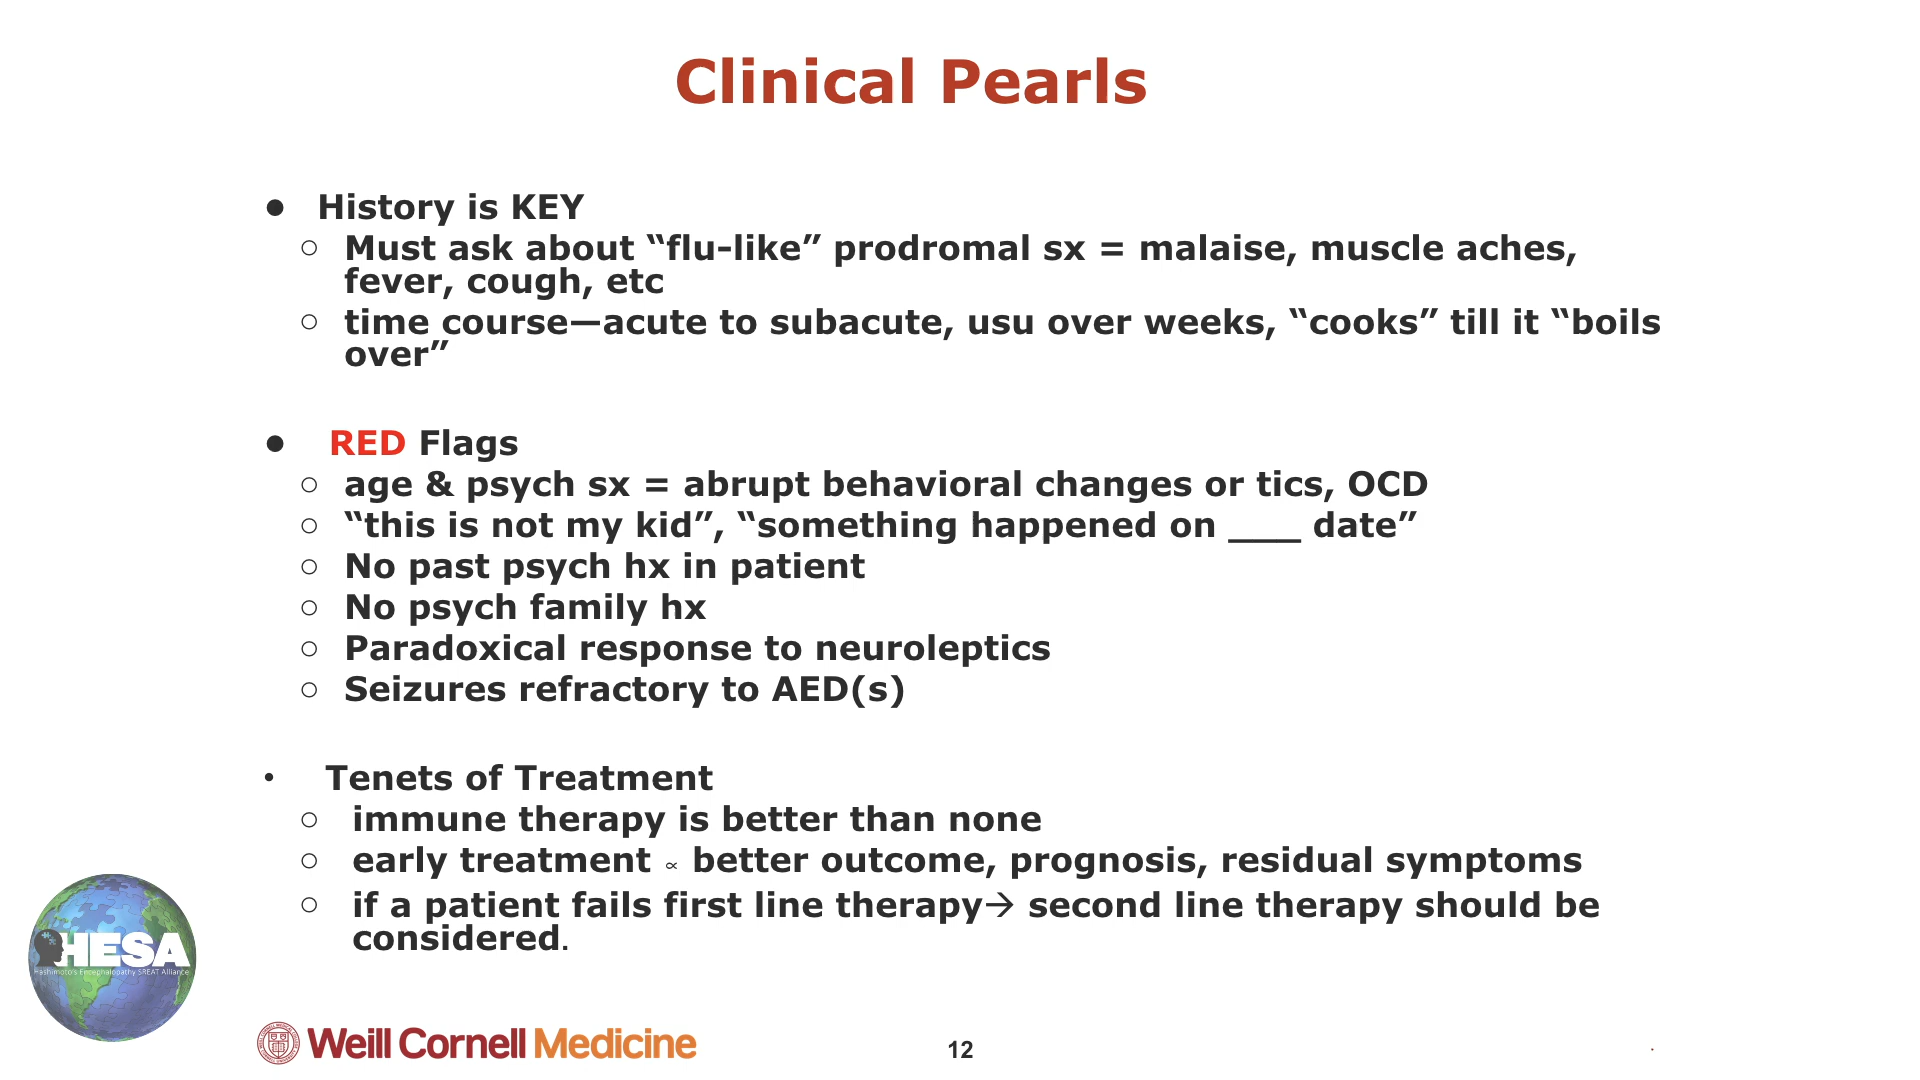 Clinical Pearls
● History is KEY
○ Must ask about “flu-like” prodromal sx = malaise, muscle aches,
fever, cough, etc
○ time course—acute to subacute, usu over weeks, “cooks” till it “boils
over”
● RED Flags
○ age & psych sx = abrupt behavioral changes or tics, OCD
○ “this is not my kid”, “something happened on ____ date”
○ No past psych hx in patient
○ No psych family hx
○ Paradoxical response to neuroleptics
○ Seizures refractory to AED(s)
• Tenets of Treatment
○ immune therapy is better than none
○ early treatment ∝ better outcome, prognosis, residual symptoms
○ if a patient fails first line therapy→ second line therapy should be
considered.
HESA
Hashimoto's Encephalopathy SREAT Alliance
Weill Cornell Medicine
12